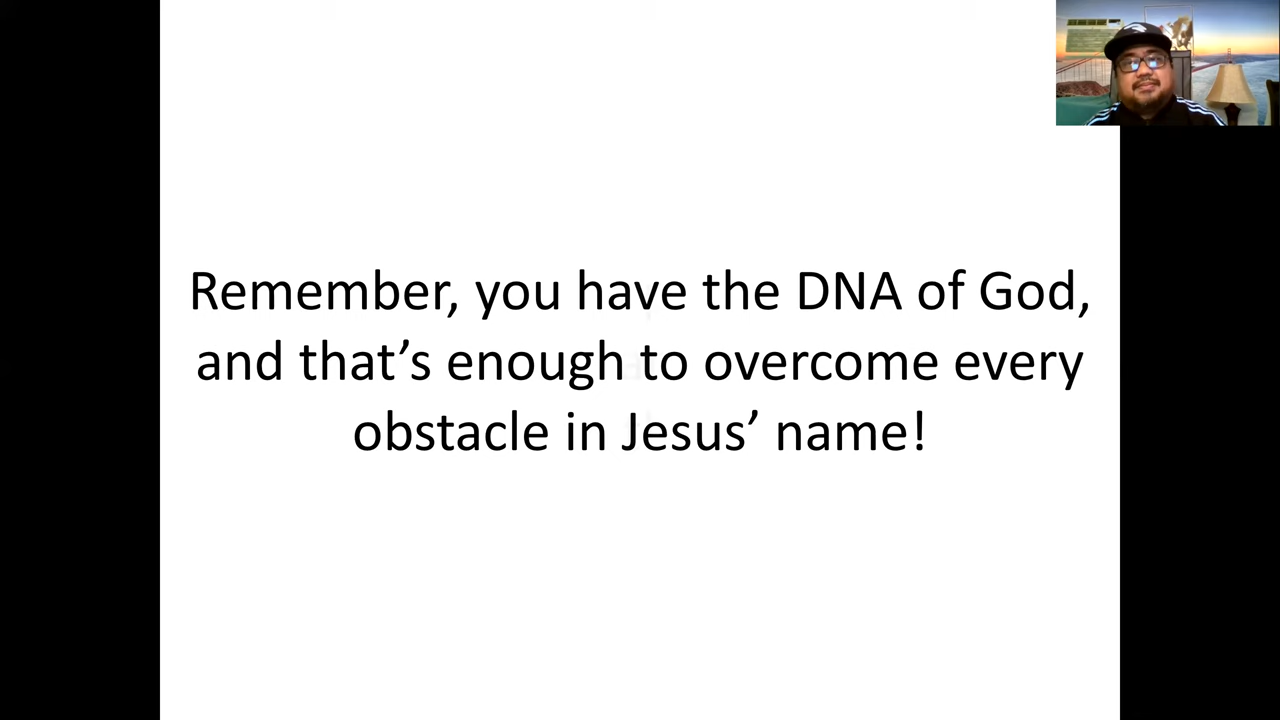 Remember, you have the DNA of God,
and that’s enough to overcome every
obstacle in Jesus’ name!